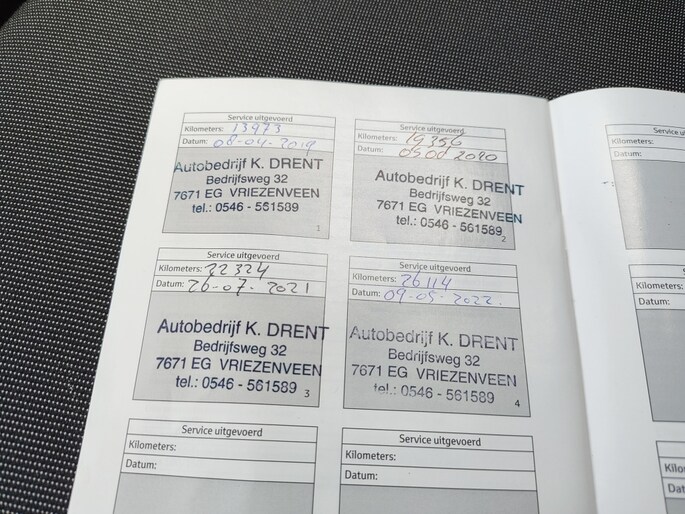 Service uitgevoerd
Kilometers: 13973
Datum: 08-04-2019
Autobedrijf K. DRENT
Bedrijfsweg 32
7671 EG VRIEZENVEEN
tel.: 0546 - 561589
1
Service uitgevoerd
Kilometers: 19356
Datum: 2020
Autobedrijf K. DRENT
Bedrijfsweg 32
7671 EG VRIEZENVEEN
tel.: 0546 - 561589
2
Service uitgevoerd
Kilometers: 22324
Datum: 26-07-2021
Autobedrijf K. DRENT
Bedrijfsweg 32
7671 EG VRIEZENVEEN
tel.: 0546 - 561589
3
Service uitgevoerd
Kilometers: 26114
Datum: 09-05-2022.
Autobedrijf K. DRENT
Bedrijfsweg 32
7671 EG VRIEZENVEEN
tel.: 0546 - 561589
4
Service uitgevoerd
Kilometers:
Datum:
Service uitgevoerd
Kilometers:
Datum:
Service
Kilometers:
Datum:
Service
Kilometers:
Datum:
Kilo
Dat